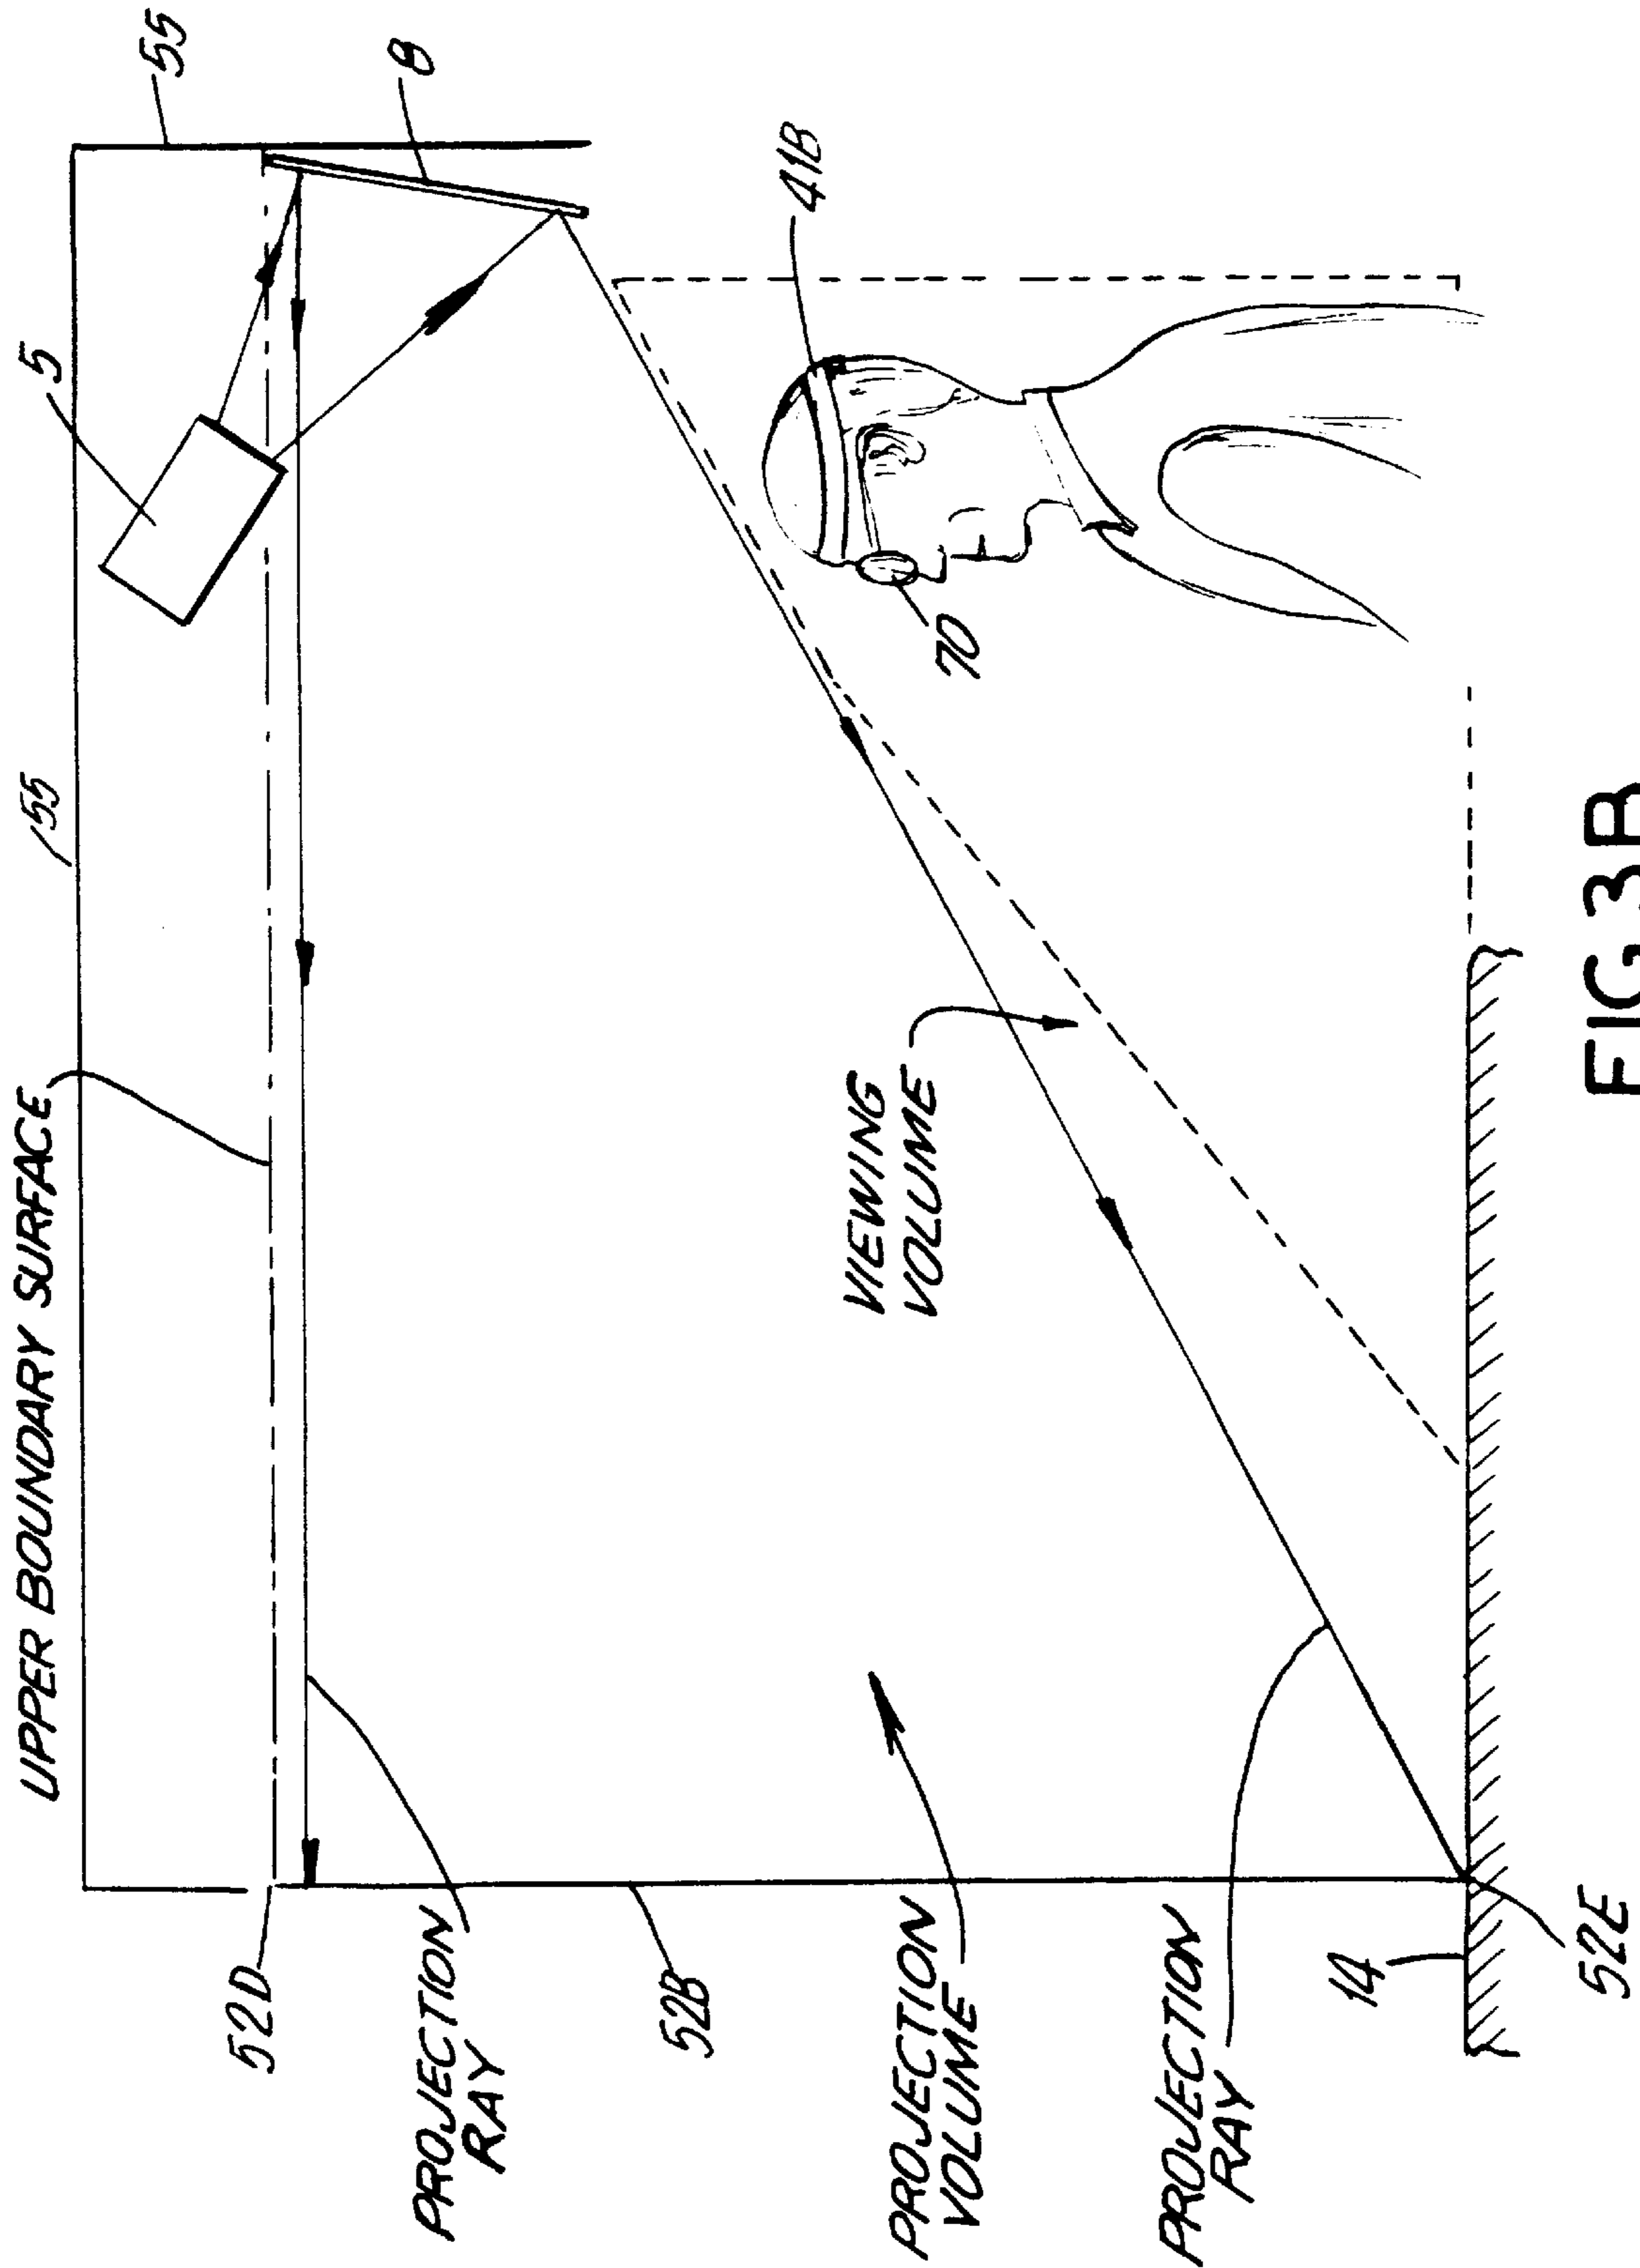 UPPER BOUNDARY SURFACE
55
5
55
8
52D
PROJECTION
RAY
52B
41B
70
VIEWING
VOLUME
PROJECTION
VOLUME
PROJECTION
RAY
14
52E
FIG.3B